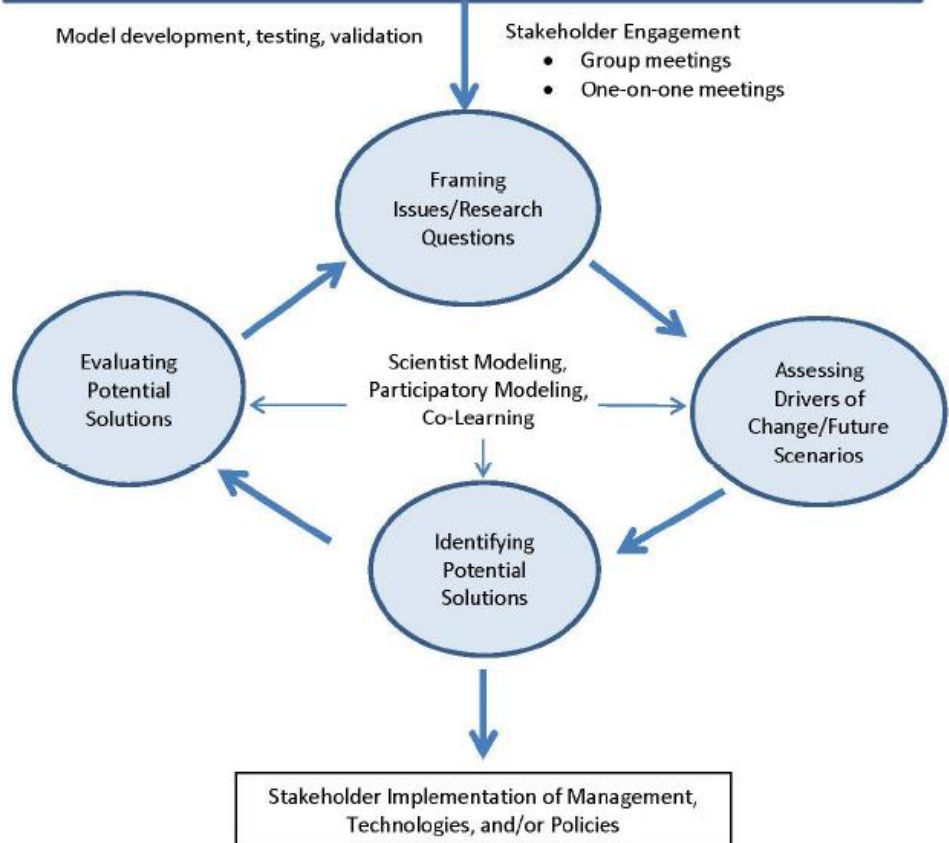 Model development, testing, validation
Stakeholder Engagement
• Group meetings
• One-on-one meetings
Framing
Issues/Research
Questions
Evaluating
Potential
Solutions
Scientist Modeling,
Participatory Modeling,
Co-Learning
Assessing
Drivers of
Change/Future
Scenarios
Identifying
Potential
Solutions
Stakeholder Implementation of Management,
Technologies, and/or Policies